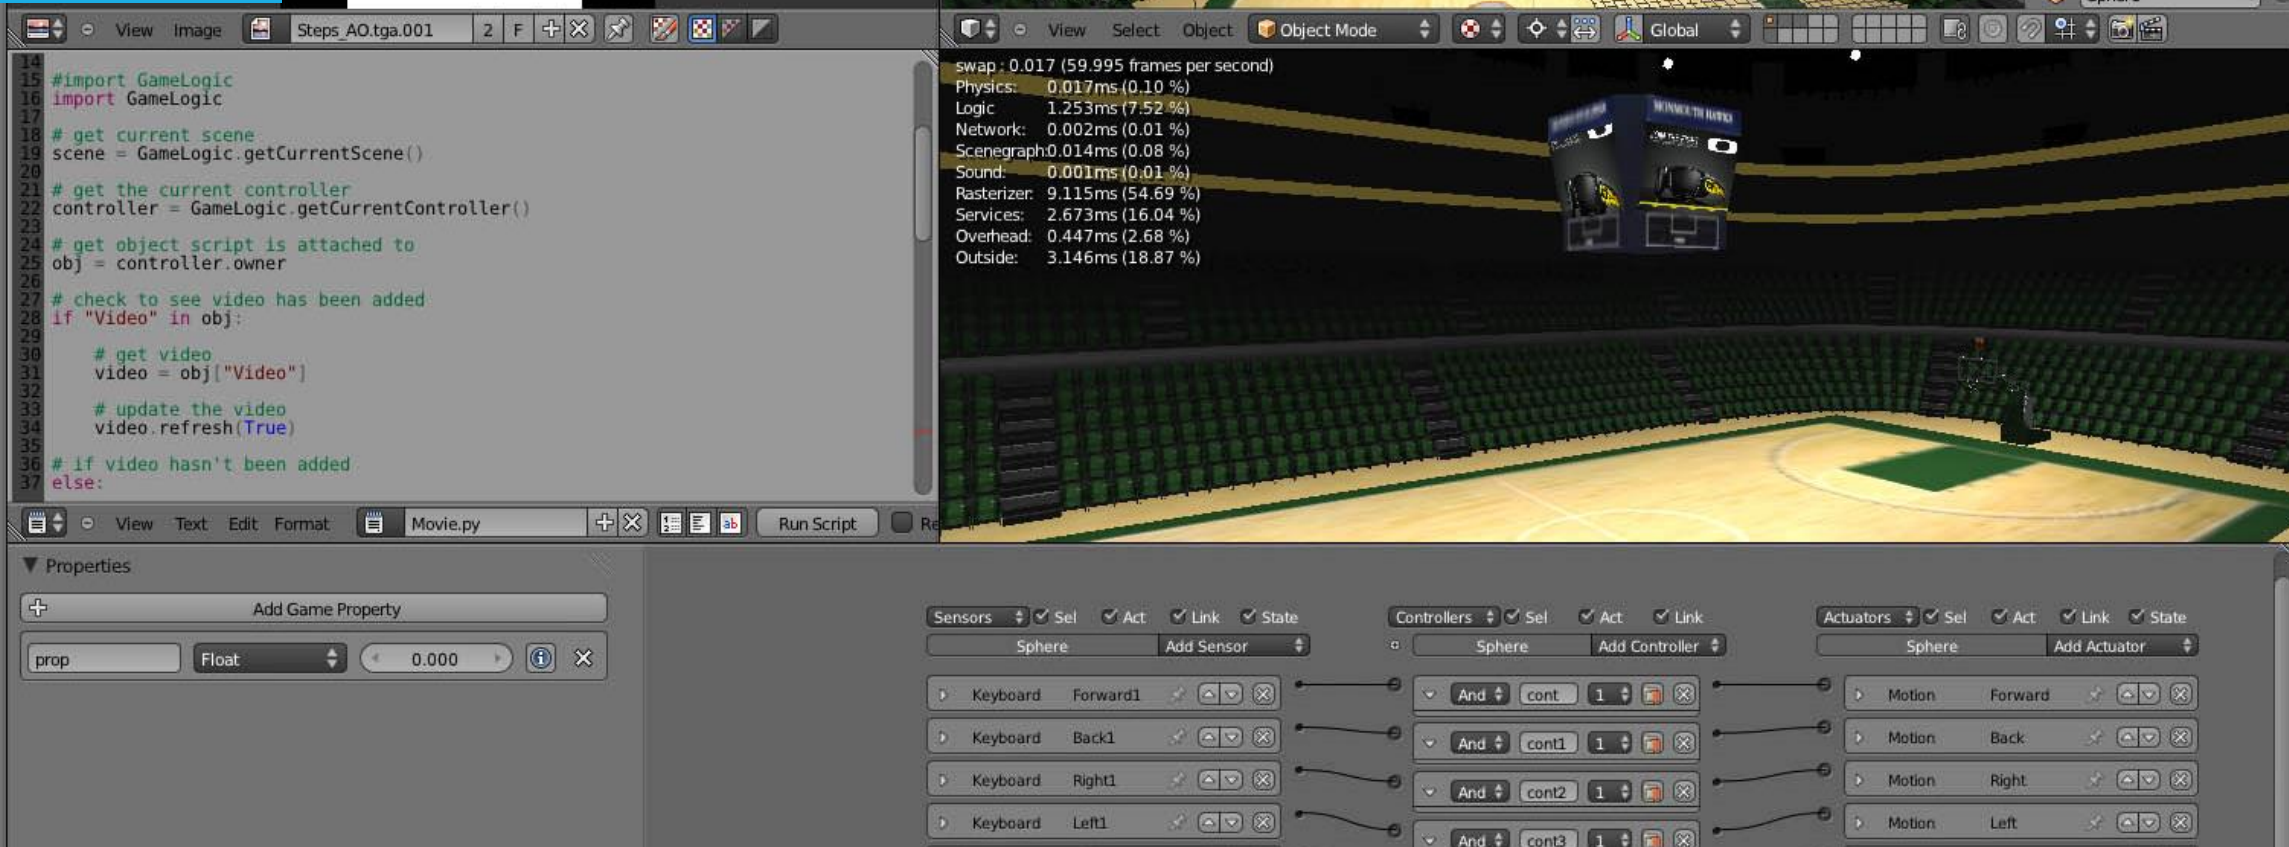 View Image Steps_AO.tga.001 2 F
14
15 #import GameLogic
16 import GameLogic
17
18 # get current scene
19 scene = GameLogic.getCurrentScene()
20
21 # get the current controller
22 controller = GameLogic.getCurrentController()
23
24 # get object script is attached to
25 obj = controller.owner
26
27 # check to see video has been added
28 if "Video" in obj:
29
30 # get video
31 video = obj["Video"]
32
33 # update the video
34 video.refresh(True)
35
36 # if video hasn't been added
37 else:
View Text Edit Format Movie.py Run Script Re
View Select Object Object Mode Global
swap : 0.017 (59.995 frames per second)
Physics: 0.017ms (0.10 %)
Logic 1.253ms (7.52 %)
Network: 0.002ms (0.01 %)
Scenegraph:0.014ms (0.08 %)
Sound: 0.001ms (0.01 %)
Rasterizer: 9.115ms (54.69 %)
Services: 2.673ms (16.04 %)
Overhead: 0.447ms (2.68 %)
Outside: 3.146ms (18.87 %)
MONMOUTH HAWKS
Properties
Add Game Property
prop Float 0.000
Sensors Sel Act Link State Controllers Sel Act Link Actuators Sel Act Link State
Sphere Add Sensor Sphere Add Controller Sphere Add Actuator
Keyboard Forward1 And cont 1 Motion Forward
Keyboard Back1 And cont1 1 Motion Back
Keyboard Right1 And cont2 1 Motion Right
Keyboard Left1 And cont3 1 Motion Left